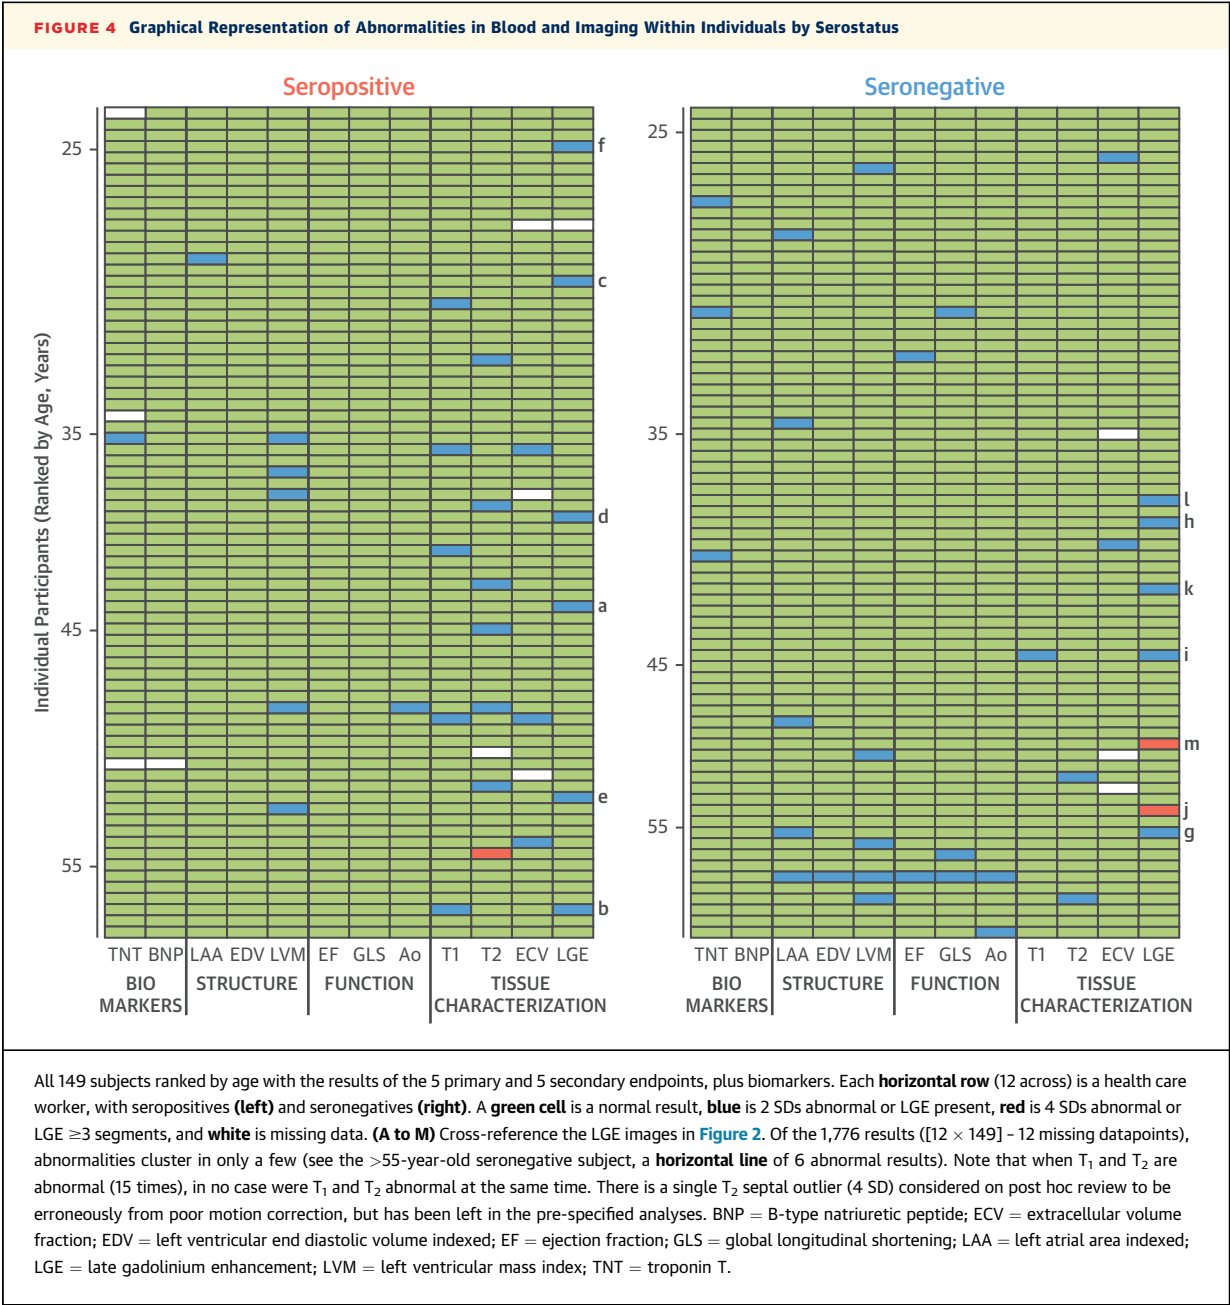 FIGURE 4 Graphical Representation of Abnormalities in Blood and Imaging Within Individuals by Serostatus
Seropositive
Seronegative
Individual Participants (Ranked by Age, Years)
25
35
45
55
f
c
d
a
e
b
TNT BNP LAA EDV LVM EF GLS Ao T1 T2 ECV LGE
BIO MARKERS
STRUCTURE
FUNCTION
TISSUE CHARACTERIZATION
25
35
45
55
l
h
k
i
m
j
g
TNT BNP LAA EDV LVM EF GLS Ao T1 T2 ECV LGE
BIO MARKERS
STRUCTURE
FUNCTION
TISSUE CHARACTERIZATION
All 149 subjects ranked by age with the results of the 5 primary and 5 secondary endpoints, plus biomarkers. Each horizontal row (12 across) is a health care
worker, with seropositives (left) and seronegatives (right). A green cell is a normal result, blue is 2 SDs abnormal or LGE present, red is 4 SDs abnormal or
LGE ≥3 segments, and white is missing data. (A to M) Cross-reference the LGE images in Figure 2. Of the 1,776 results ([12 × 149] – 12 missing datapoints),
abnormalities cluster in only a few (see the >55-year-old seronegative subject, a horizontal line of 6 abnormal results). Note that when T₁ and T₂ are
abnormal (15 times), in no case were T₁ and T₂ abnormal at the same time. There is a single T₂ septal outlier (4 SD) considered on post hoc review to be
erroneously from poor motion correction, but has been left in the pre-specified analyses. BNP = B-type natriuretic peptide; ECV = extracellular volume
fraction; EDV = left ventricular end diastolic volume indexed; EF = ejection fraction; GLS = global longitudinal shortening; LAA = left atrial area indexed;
LGE = late gadolinium enhancement; LVM = left ventricular mass index; TNT = troponin T.